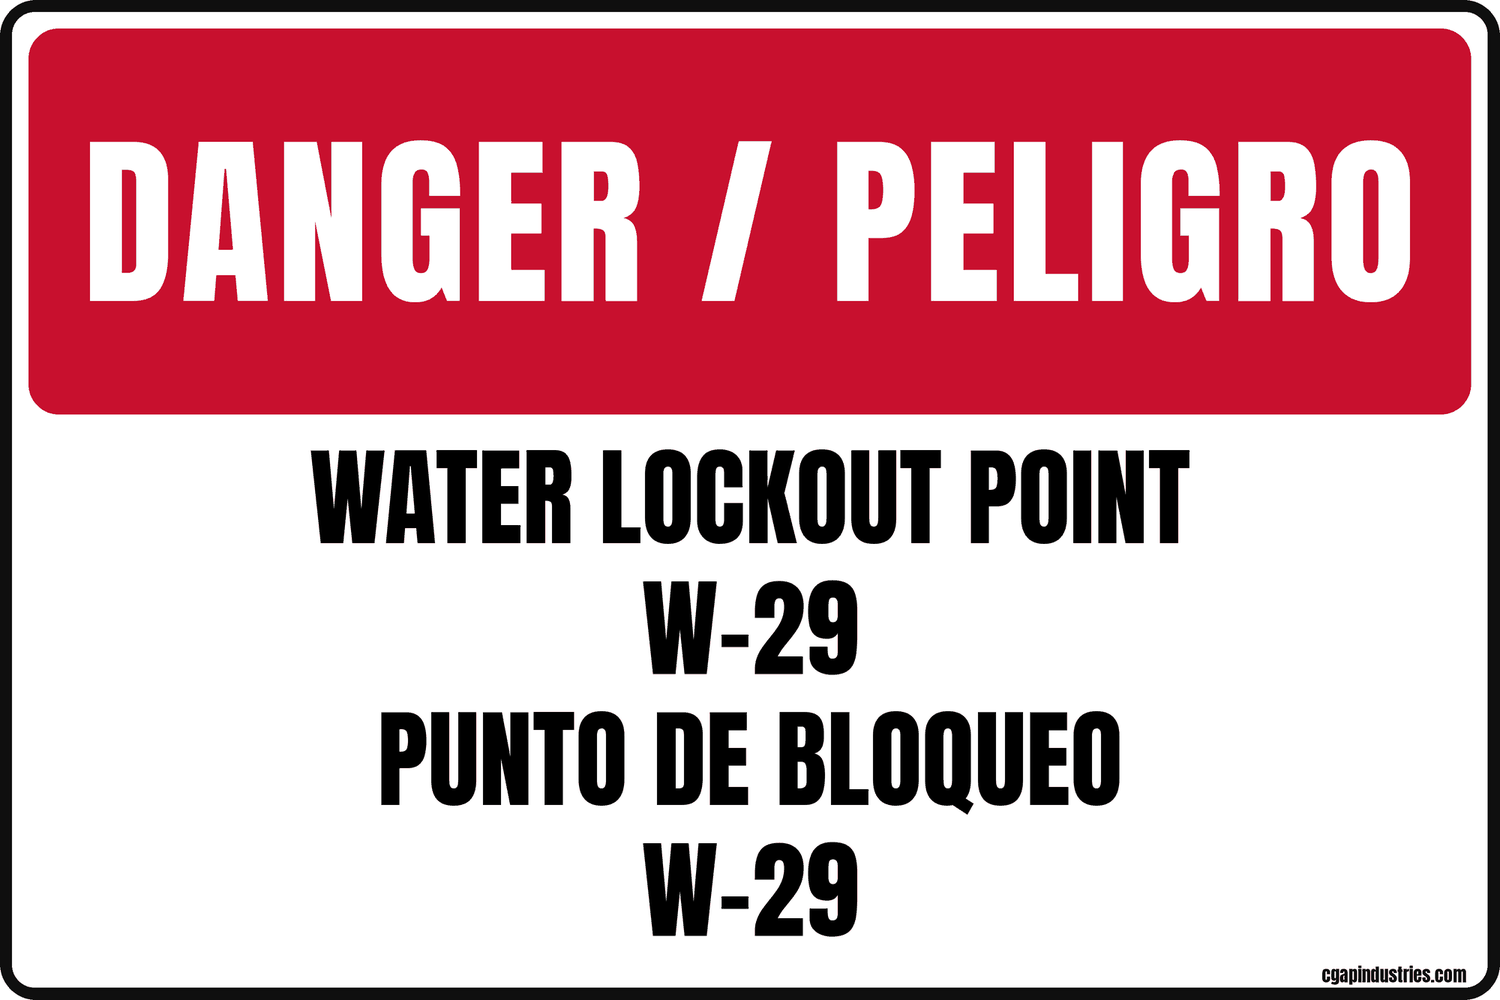 DANGER / PELIGRO
WATER LOCKOUT POINT
W-29
PUNTO DE BLOQUEO
W-29
cgapindustries.com